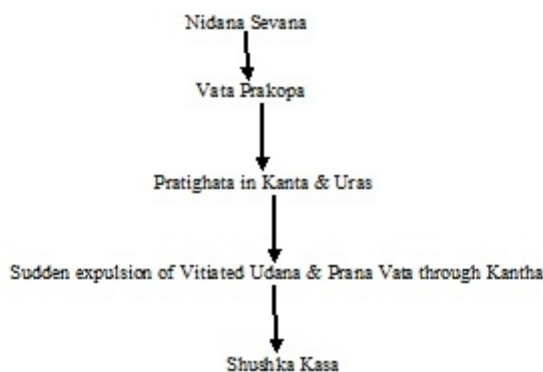 Nidana Sevana
Vata Prakopa
Pratighata in Kanta & Uras
Sudden expulsion of Vitiated Udana & Prana Vata through Kantha
Shushka Kasa